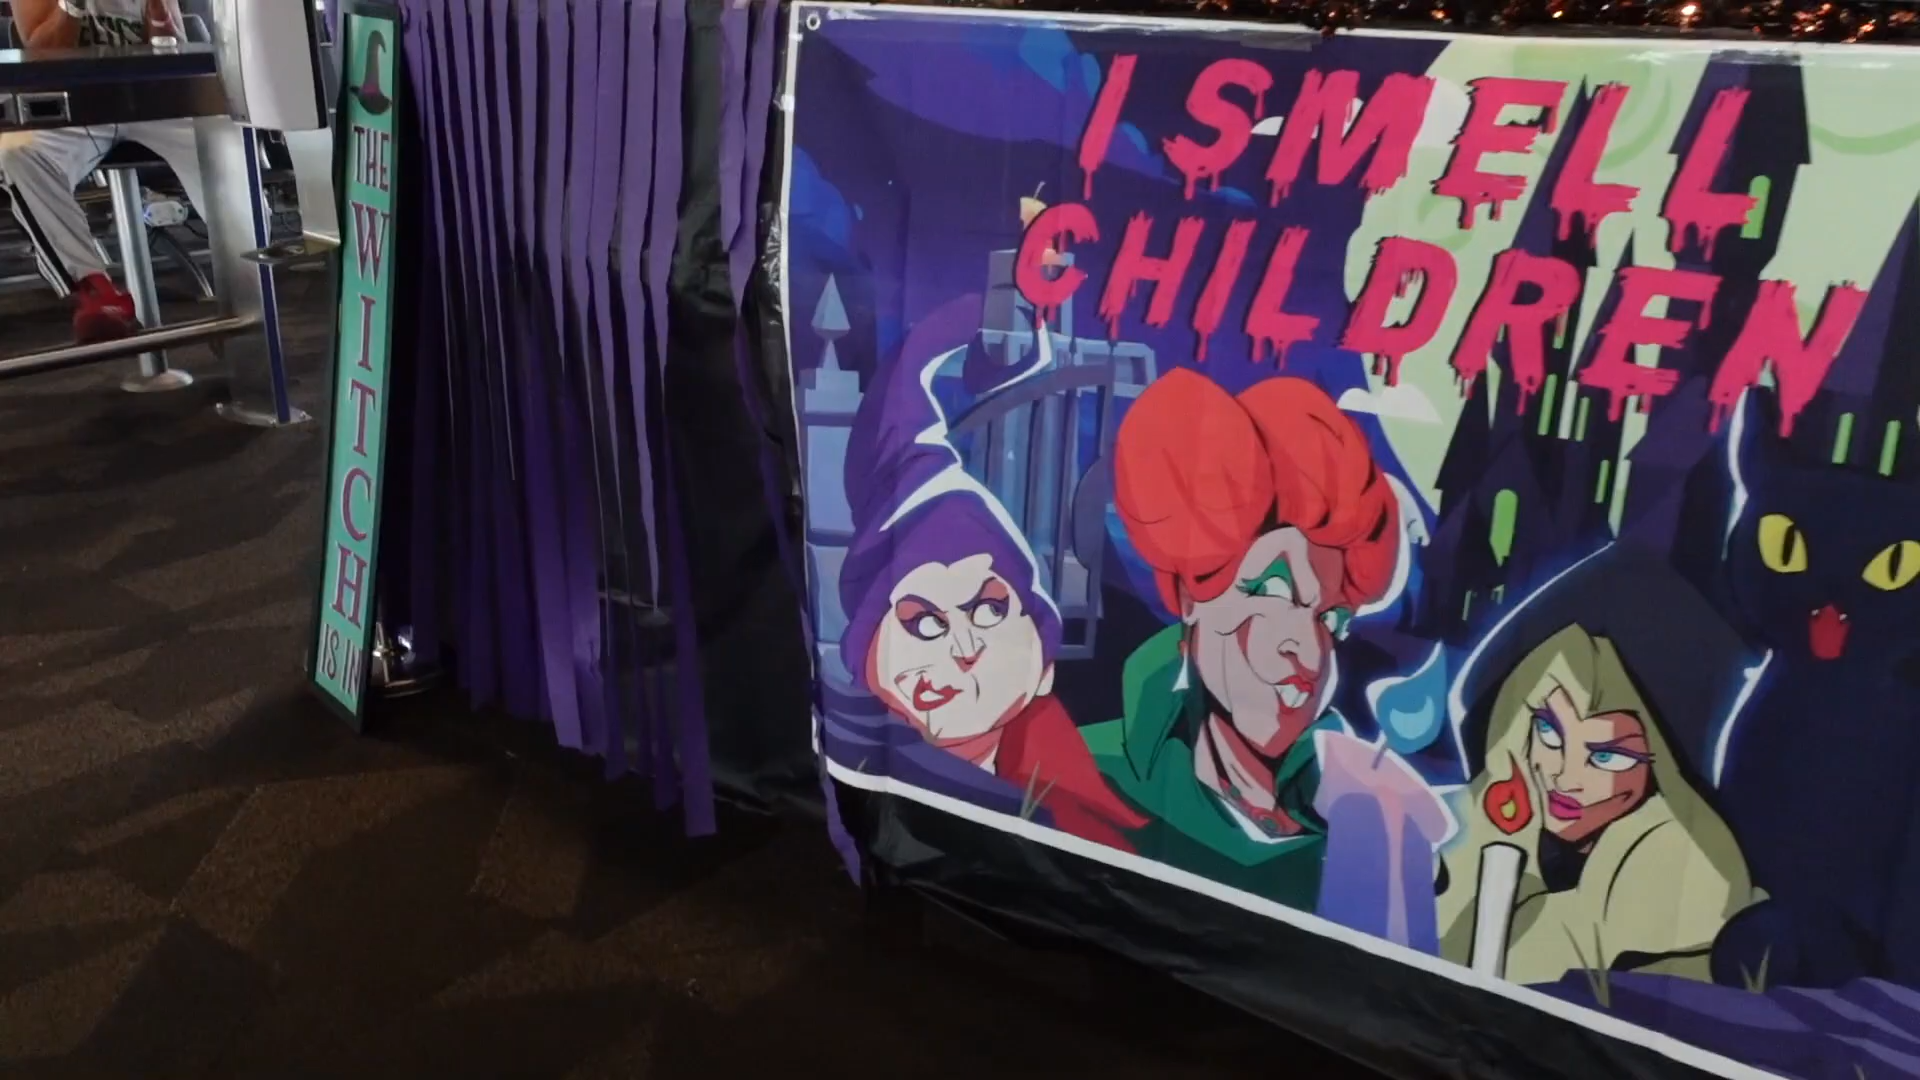 THE
WITCH
IS IN
I SMELL
CHILDREN